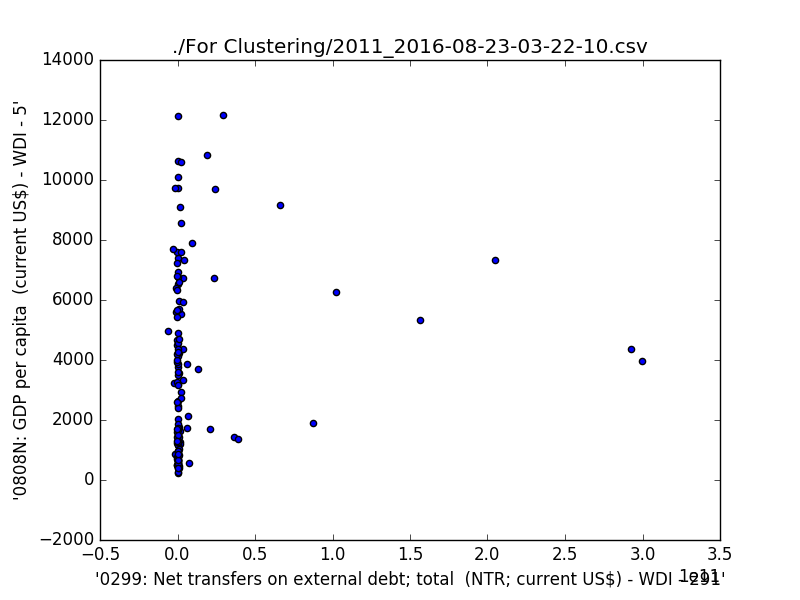 ./For Clustering/2011_2016-08-23-03-22-10.csv
14000
12000
10000
8000
6000
4000
2000
0
−2000
−0.5 0.0 0.5 1.0 1.5 2.0 2.5 3.0 3.5
1e11
'0299: Net transfers on external debt; total (NTR; current US$) - WDI - 291'
'0808N: GDP per capita (current US$) - WDI - 5'